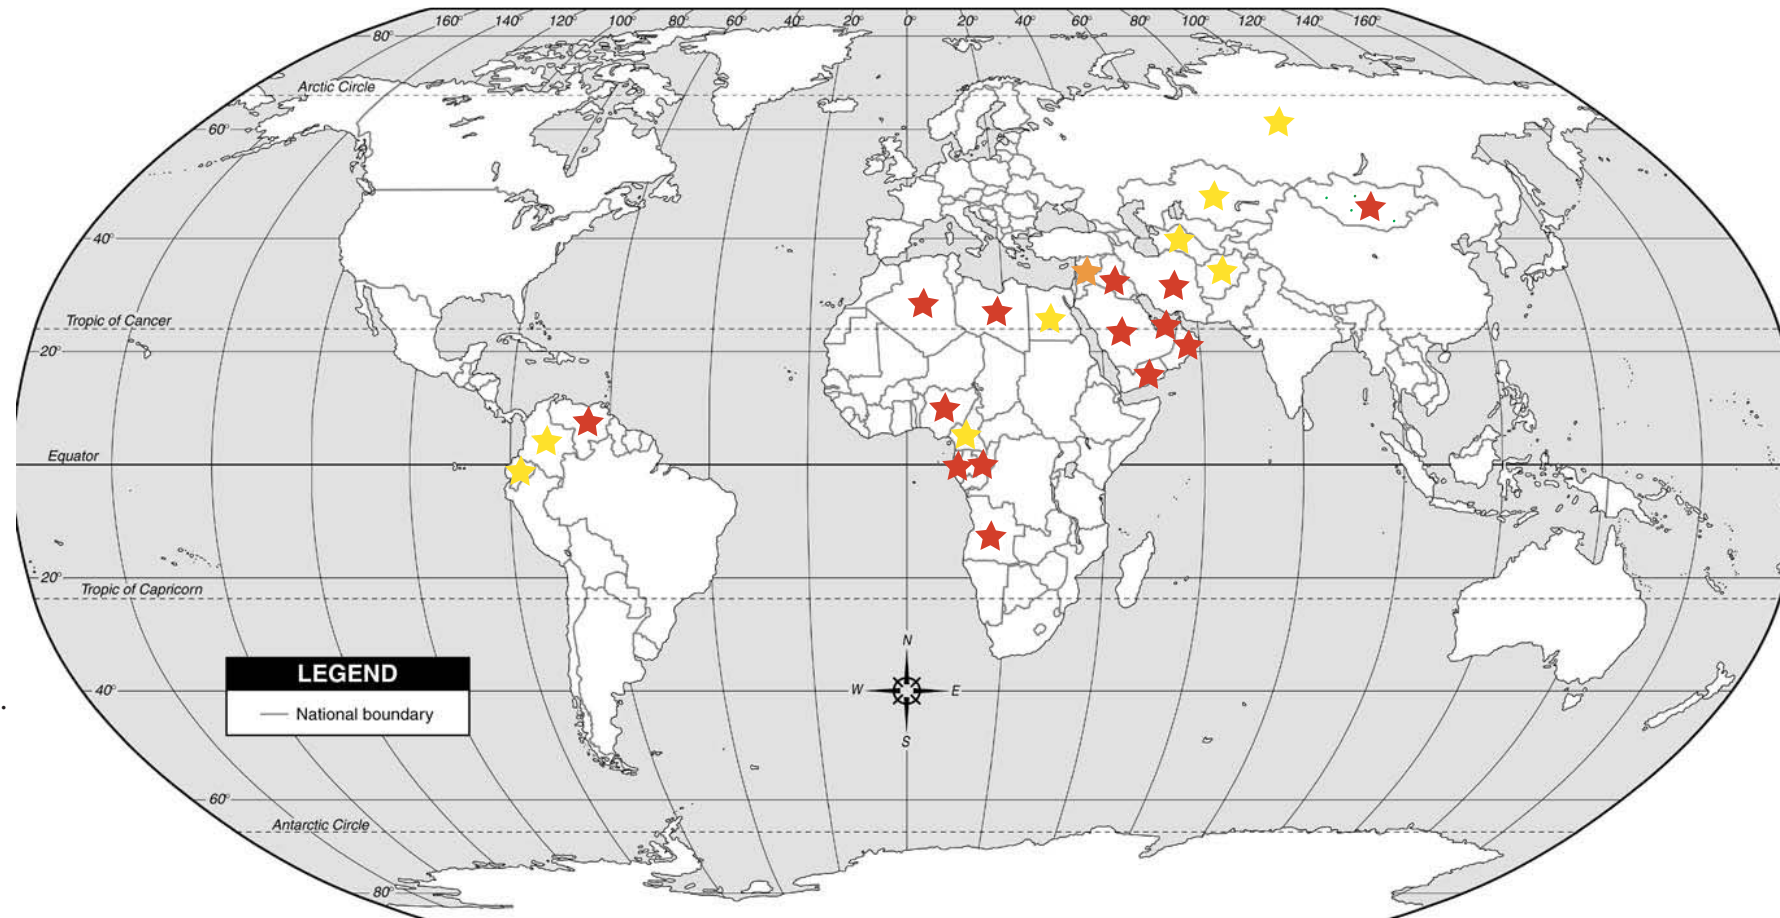 160° 140° 120° 100° 80° 60° 40° 20° 0° 20° 40° 60° 80° 100° 120° 140° 160°
80°
Arctic Circle
60°
40°
Tropic of Cancer
20°
Equator
20°
Tropic of Capricorn
N
LEGEND
W E
40°
National boundary
S
60°
Antarctic Circle
80°